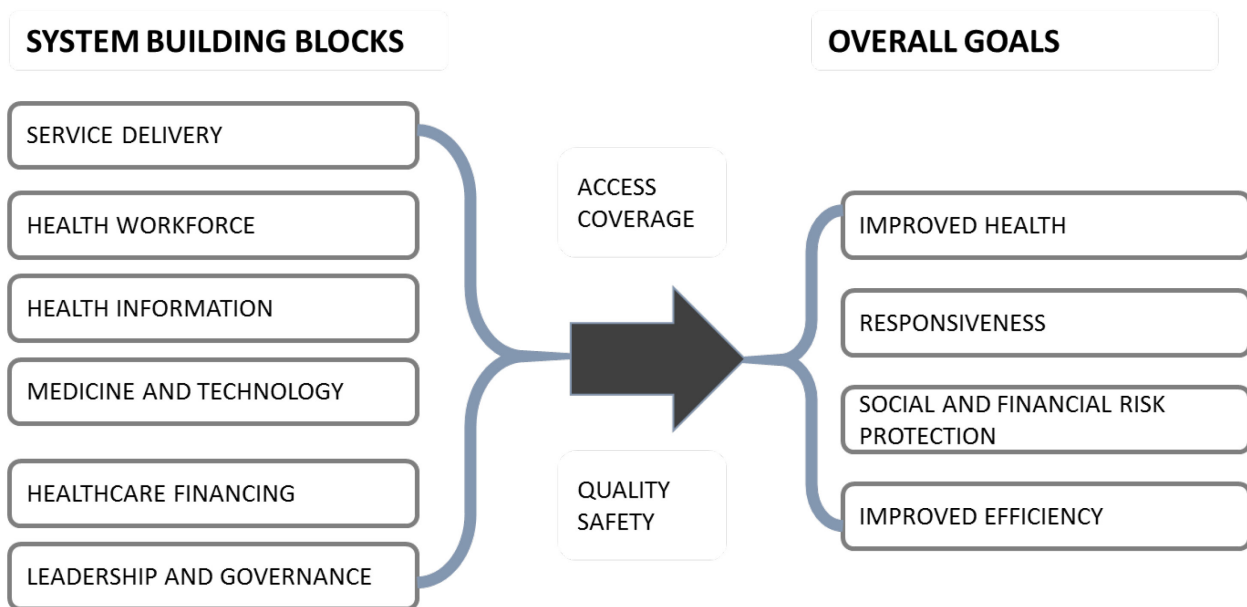 SYSTEM BUILDING BLOCKS
SERVICE DELIVERY
HEALTH WORKFORCE
HEALTH INFORMATION
MEDICINE AND TECHNOLOGY
HEALTHCARE FINANCING
LEADERSHIP AND GOVERNANCE
ACCESS
COVERAGE
QUALITY
SAFETY
OVERALL GOALS
IMPROVED HEALTH
RESPONSIVENESS
SOCIAL AND FINANCIAL RISK
PROTECTION
IMPROVED EFFICIENCY